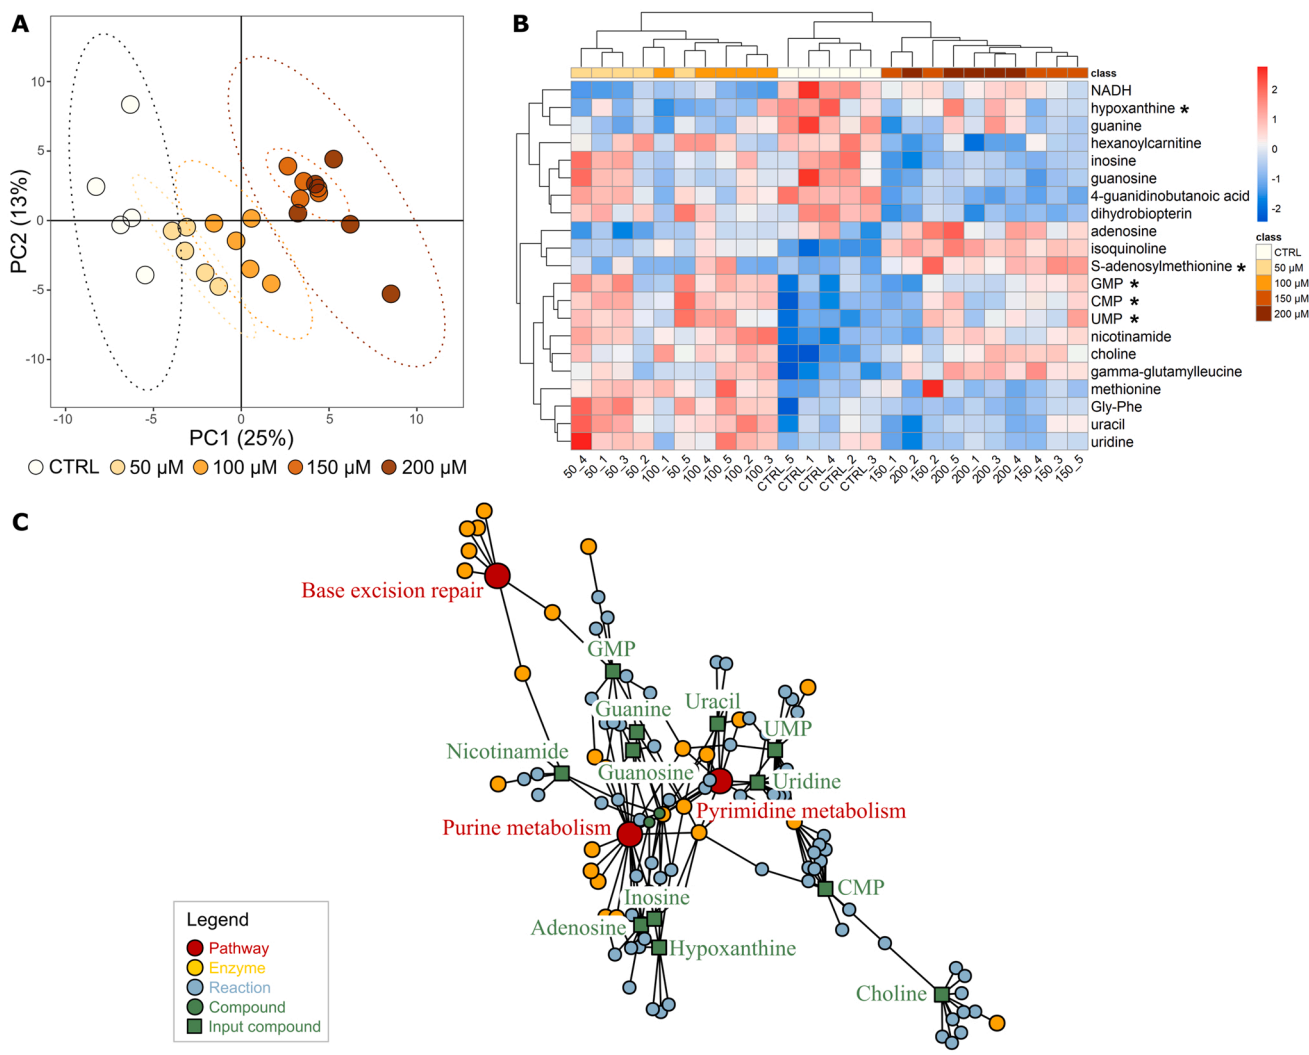 A
PC2 (13%)
10
5
0
-5
-10
-10
-5
0
5
10
PC1 (25%)
CTRL
50 µM
100 µM
150 µM
200 µM
B
class
NADH
hypoxanthine *
guanine
hexanoylcarnitine
inosine
guanosine
4-guanidinobutanoic acid
dihydrobiopterin
adenosine
isoquinoline
S-adenosylmethionine *
GMP *
CMP *
UMP *
nicotinamide
choline
gamma-glutamylleucine
methionine
Gly-Phe
uracil
uridine
50_4
50_1
50_3
50_2
100_1
50_5
100_4
100_5
100_2
100_3
CTRL_5
CTRL_1
CTRL_4
CTRL_2
CTRL_3
150_1
200_2
150_2
200_5
200_1
200_3
200_4
150_4
150_3
150_5
2
1
0
-1
-2
class
CTRL
50 µM
100 µM
150 µM
200 µM
C
Base excision repair
GMP
Guanine
Uracil
UMP
Nicotinamide
Guanosine
Uridine
Pyrimidine metabolism
Purine metabolism
CMP
Inosine
Adenosine
Hypoxanthine
Choline
Legend
Pathway
Enzyme
Reaction
Compound
Input compound